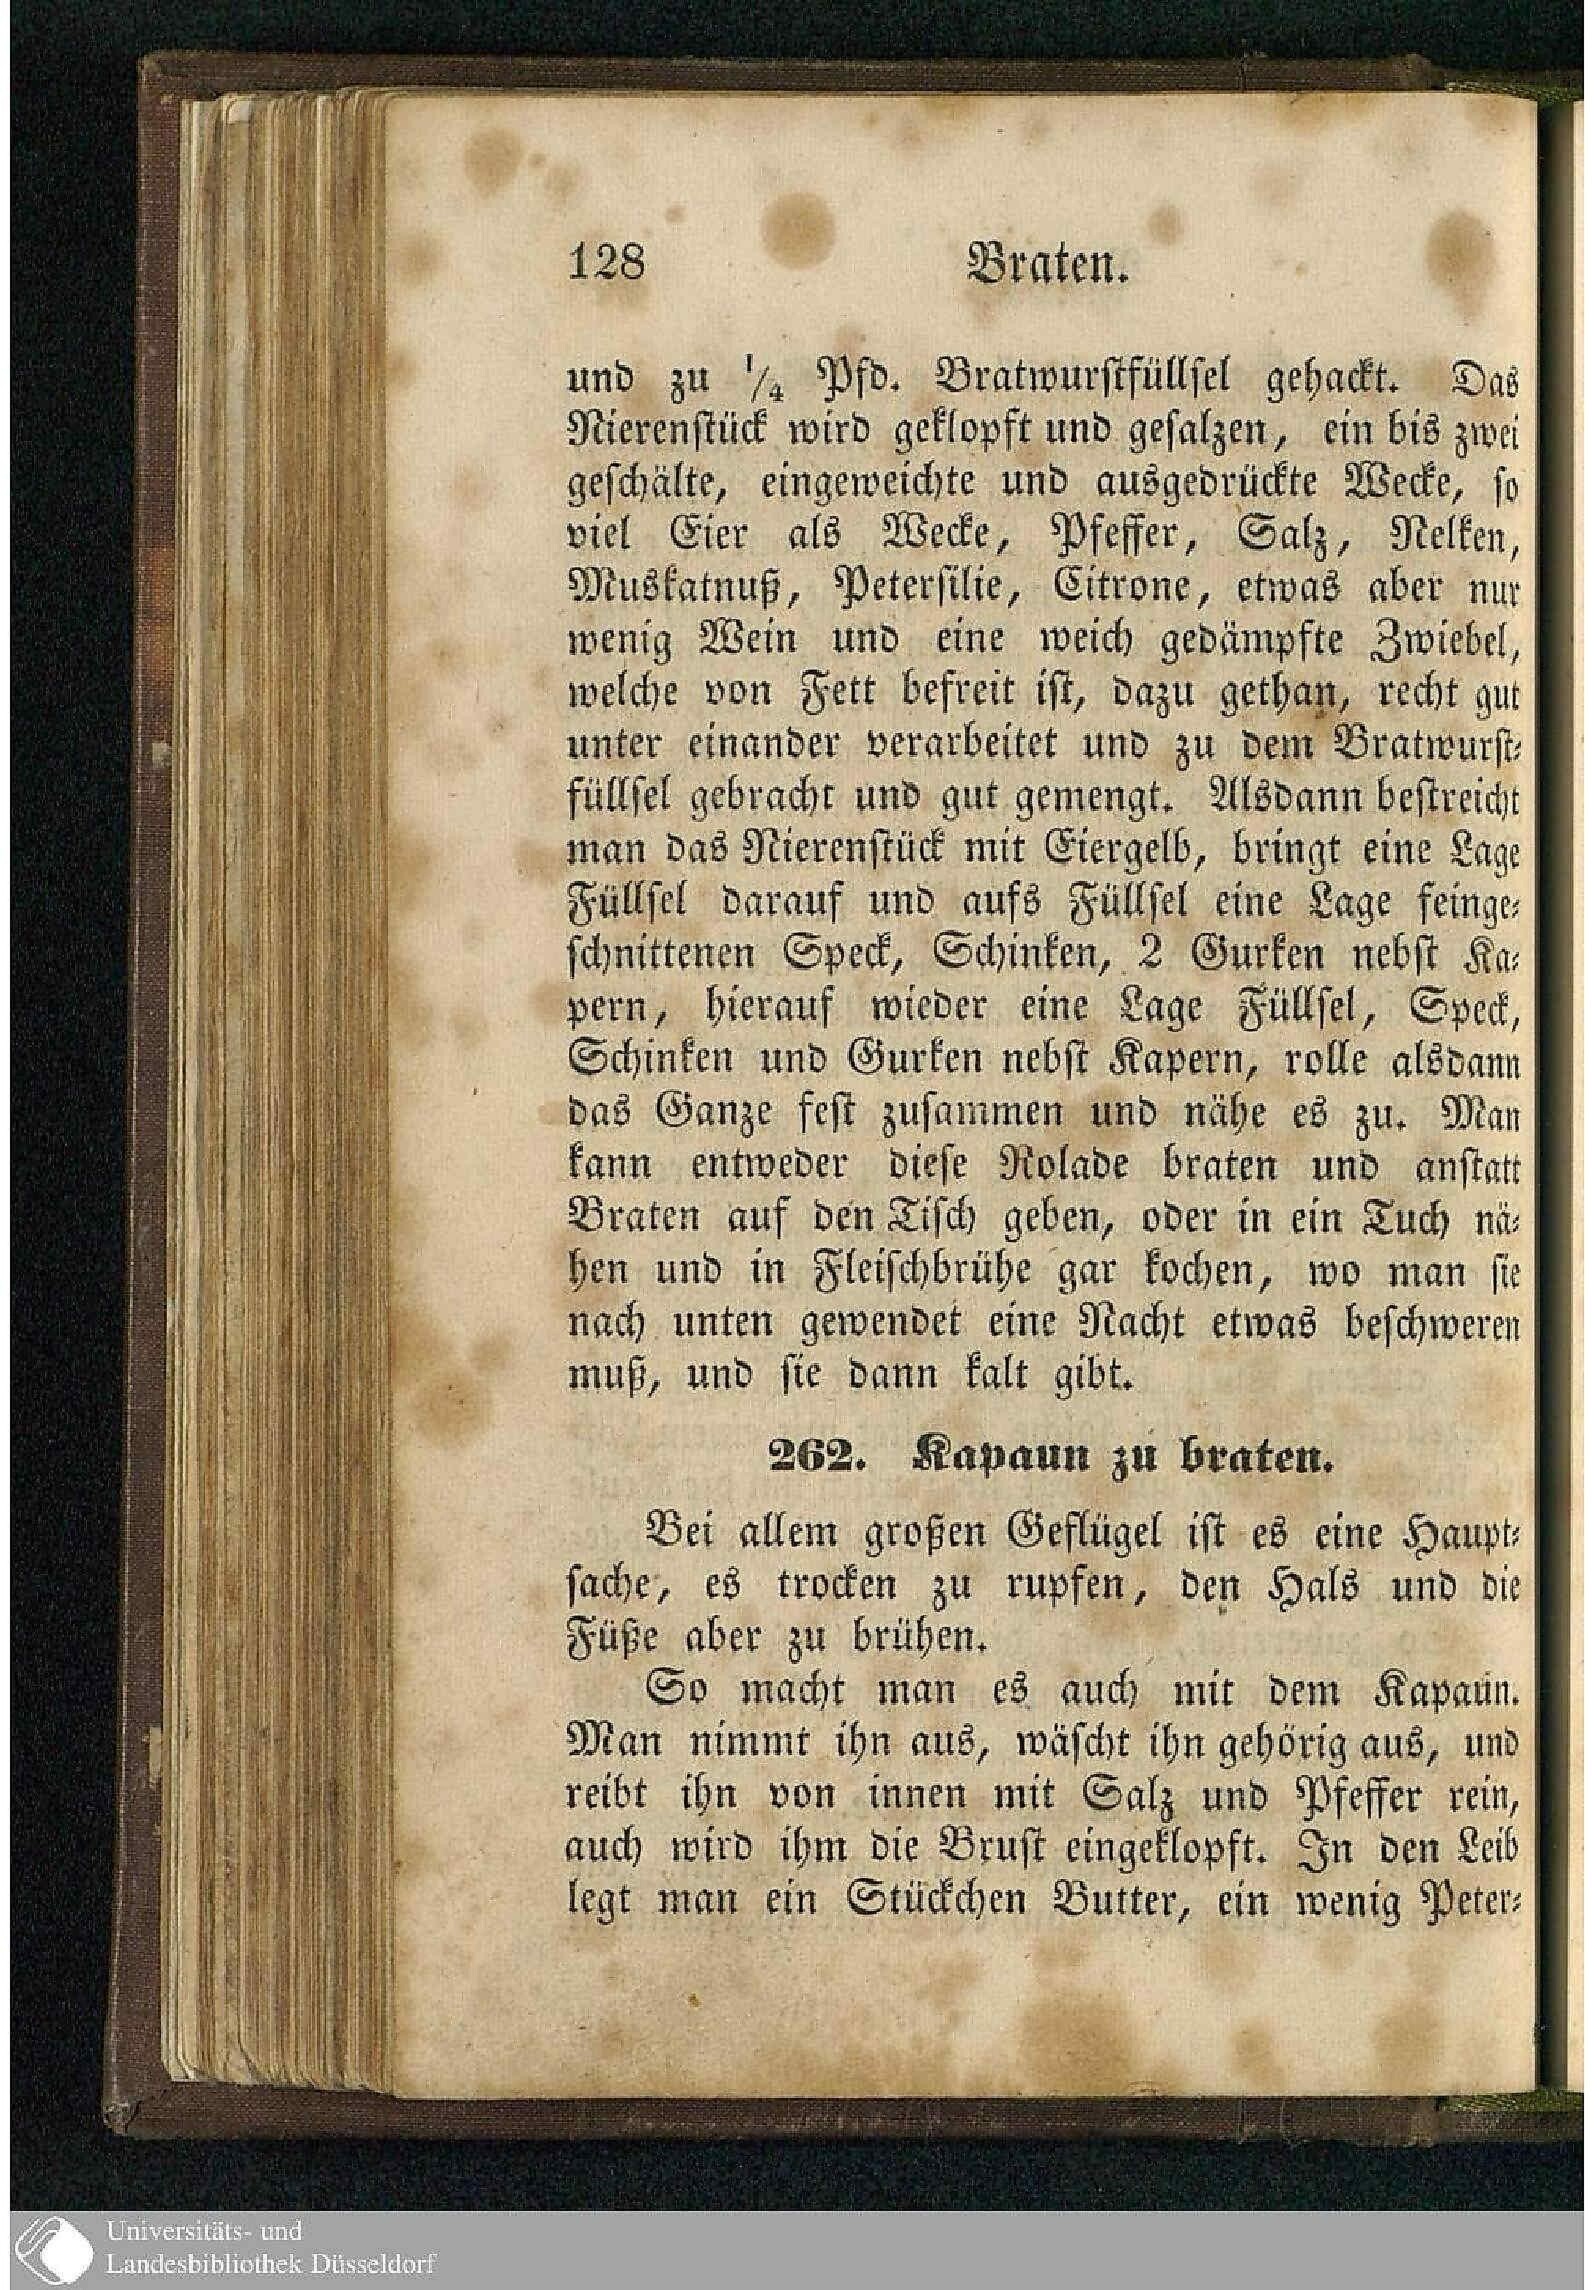 128 Braten.
und zu 1/4 Pfd. Bratwurstfüllsel gehackt. Das
Nierenstück wird geklopft und gesalzen, ein bis zwei
geschälte, eingeweichte und ausgedrückte Wecke, so
viel Eier als Wecke, Pfeffer, Salz, Nelken,
Muskatnuß, Petersilie, Citrone, etwas aber nur
wenig Wein und eine weich gedämpfte Zwiebel,
welche von Fett befreit ist, dazu gethan, recht gut
unter einander verarbeitet und zu dem Bratwurst-
füllsel gebracht und gut gemengt. Alsdann bestreicht
man das Nierenstück mit Eiergelb, bringt eine Lage
Füllsel darauf und aufs Füllsel eine Lage feinge-
schnittenen Speck, Schinken, 2 Gurken nebst Ka-
pern, hierauf wieder eine Lage Füllsel, Speck,
Schinken und Gurken nebst Kapern, rolle alsdann
das Ganze fest zusammen und nähe es zu. Man
kann entweder diese Rolade braten und anstatt
Braten auf den Tisch geben, oder in ein Tuch nä-
hen und in Fleischbrühe gar kochen, wo man sie
nach unten gewendet eine Nacht etwas beschweren
muß, und sie dann kalt gibt.
262. Kapaun zu braten.
Bei allem großen Geflügel ist es eine Haupt-
sache, es trocken zu rupfen, den Hals und die
Füße aber zu brühen.
So macht man es auch mit dem Kapaun.
Man nimmt ihn aus, wäscht ihn gehörig aus, und
reibt ihn von innen mit Salz und Pfeffer rein,
auch wird ihm die Brust eingeklopft. In den Leib
legt man ein Stückchen Butter, ein wenig Peter-
Universitäts- und
Landesbibliothek Düsseldorf